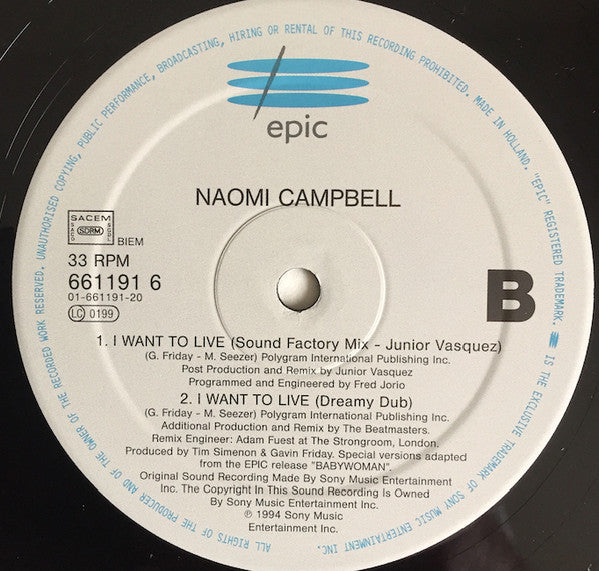 ALL RIGHTS OF THE PRODUCER AND OF THE OWNER OF THE RECORDED WORK RESERVED. UNAUTHORISED COPYING, PUBLIC PERFORMANCE, BROADCASTING, HIRING OR RENTAL OF THIS RECORDING PROHIBITED. MADE IN HOLLAND. "EPIC" REGISTERED TRADEMARK. IS THE EXCLUSIVE TRADEMARK OF SONY MUSIC ENTERTAINMENT INC.
epic
NAOMI CAMPBELL
SACEM
SACD SDRM SGDL
BIEM
33 RPM
661191 6
01-661191-20
LC 0199
B
1. I WANT TO LIVE (Sound Factory Mix - Junior Vasquez)
(G. Friday - M. Seezer) Polygram International Publishing Inc.
Post Production and Remix by Junior Vasquez
Programmed and Engineered by Fred Jorio
2. I WANT TO LIVE (Dreamy Dub)
(G. Friday - M. Seezer) Polygram International Publishing Inc.
Additional Production and Remix by The Beatmasters.
Remix Engineer: Adam Fuest at The Strongroom, London.
Produced by Tim Simenon & Gavin Friday. Special versions adapted
from the EPIC release "BABYWOMAN".
Original Sound Recording Made By Sony Music Entertainment
Inc. The Copyright In This Sound Recording Is Owned
By Sony Music Entertainment Inc.
℗ 1994 Sony Music
Entertainment Inc.